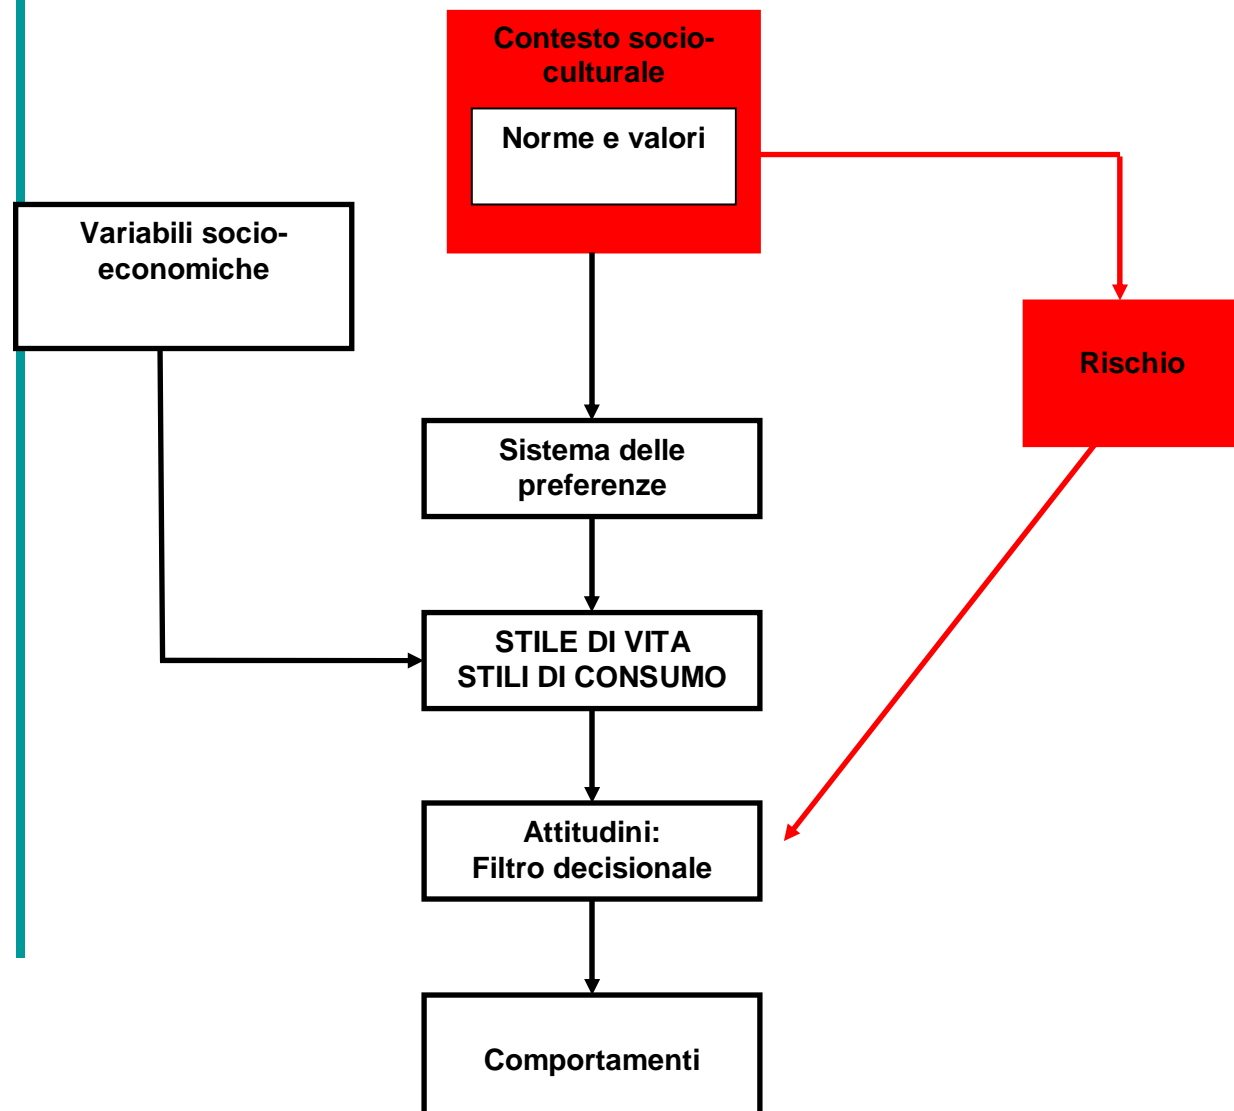 Contesto socio-
culturale
Norme e valori
Variabili socio-
economiche
Rischio
Sistema delle
preferenze
STILE DI VITA
STILI DI CONSUMO
Attitudini:
Filtro decisionale
Comportamenti